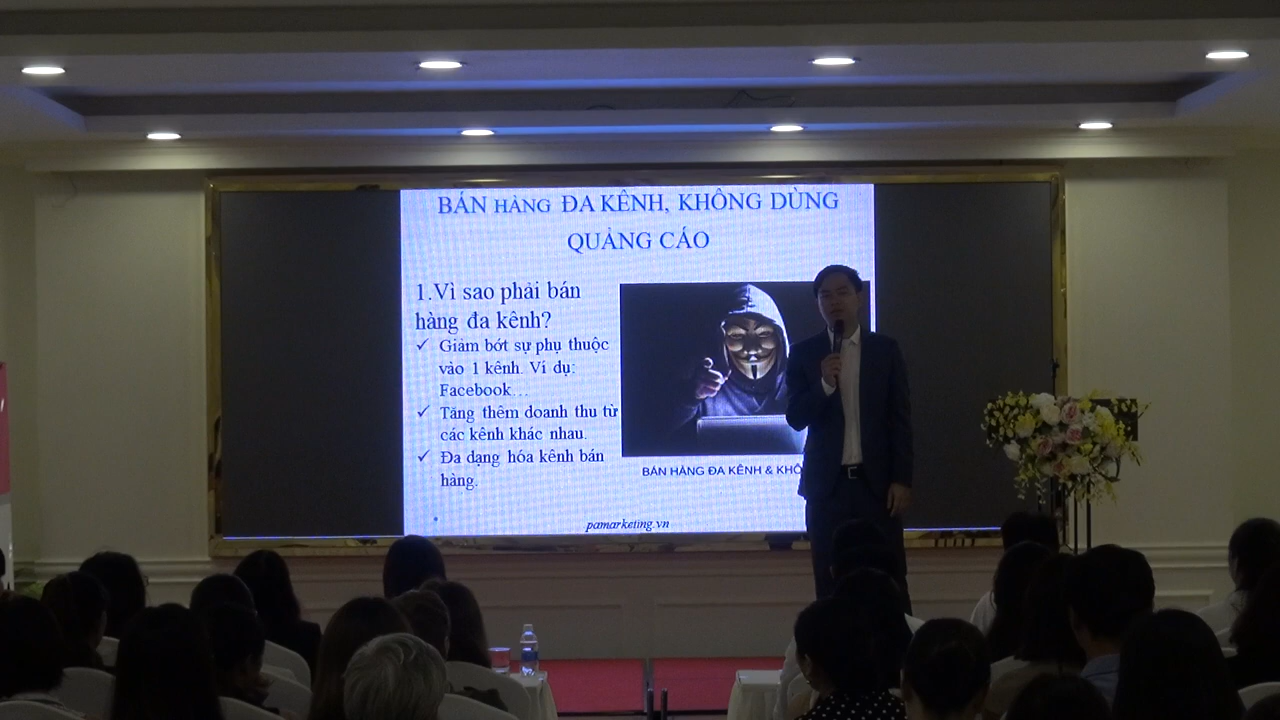 BÁN HÀNG ĐA KÊNH, KHÔNG DÙNG
QUẢNG CÁO
1.Vì sao phải bán
hàng đa kênh?
✓ Giảm bớt sự phụ thuộc
vào 1 kênh. Ví dụ:
Facebook…
✓ Tăng thêm doanh thu từ
các kênh khác nhau.
✓ Đa dạng hóa kênh bán
hàng.
BÁN HÀNG ĐA KÊNH & KHÔ
pamarketing.vn